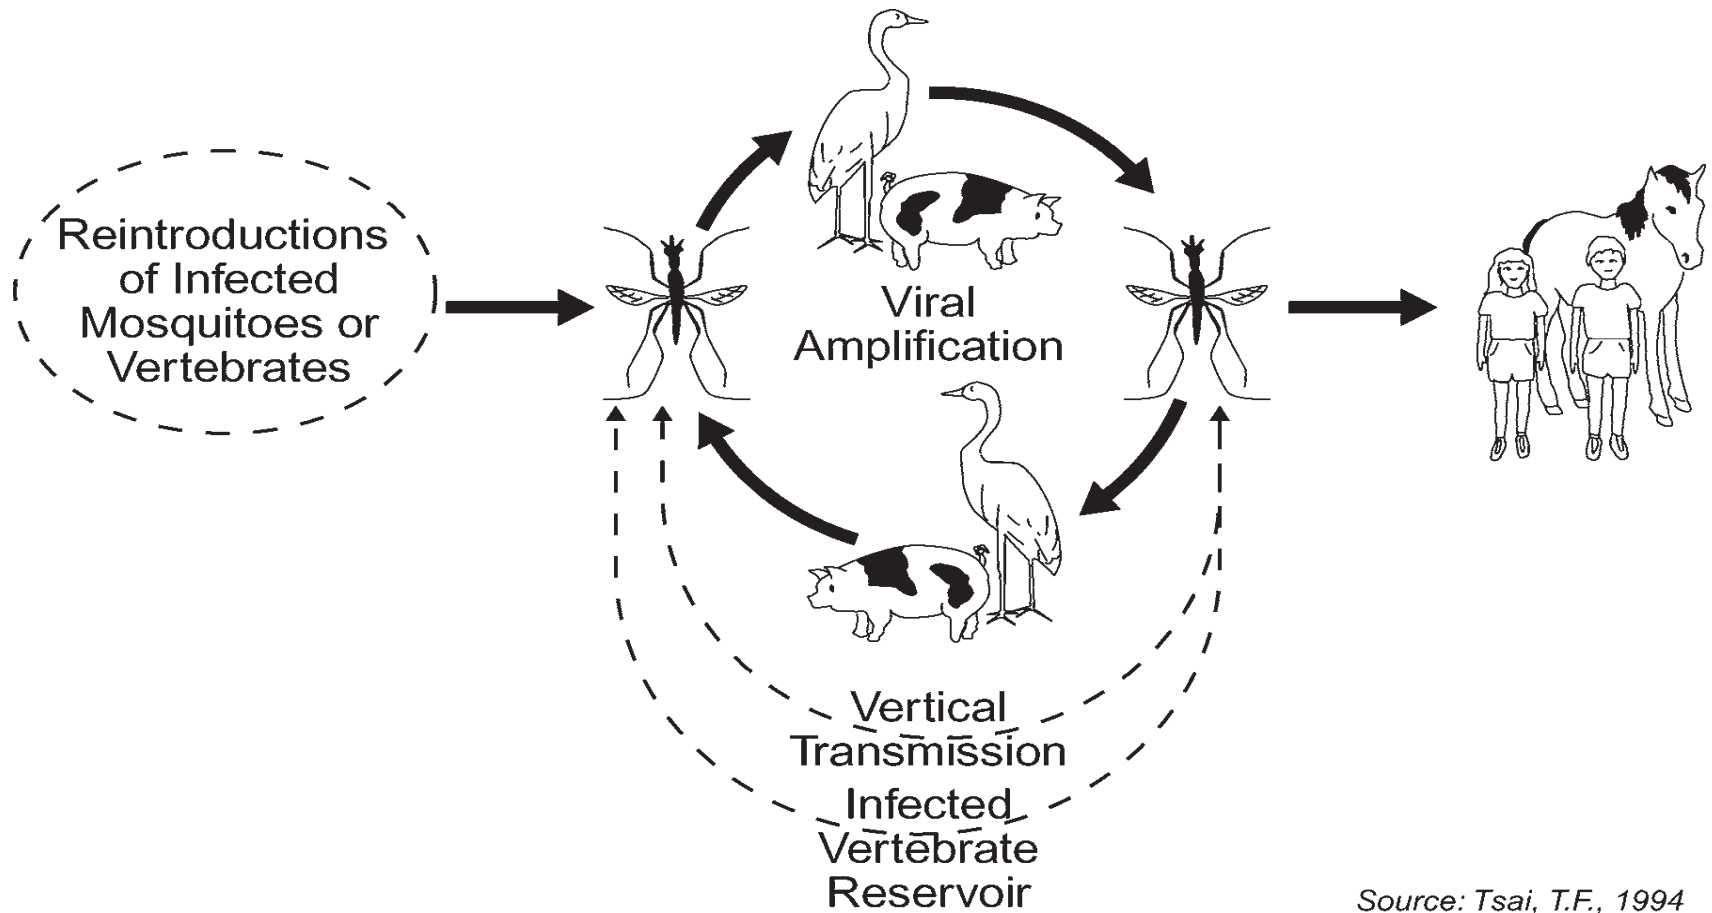 Reintroductions
of Infected
Mosquitoes or
Vertebrates
Viral
Amplification
Vertical
Transmission
Infected
Vertebrate
Reservoir
Source: Tsai, T.F., 1994